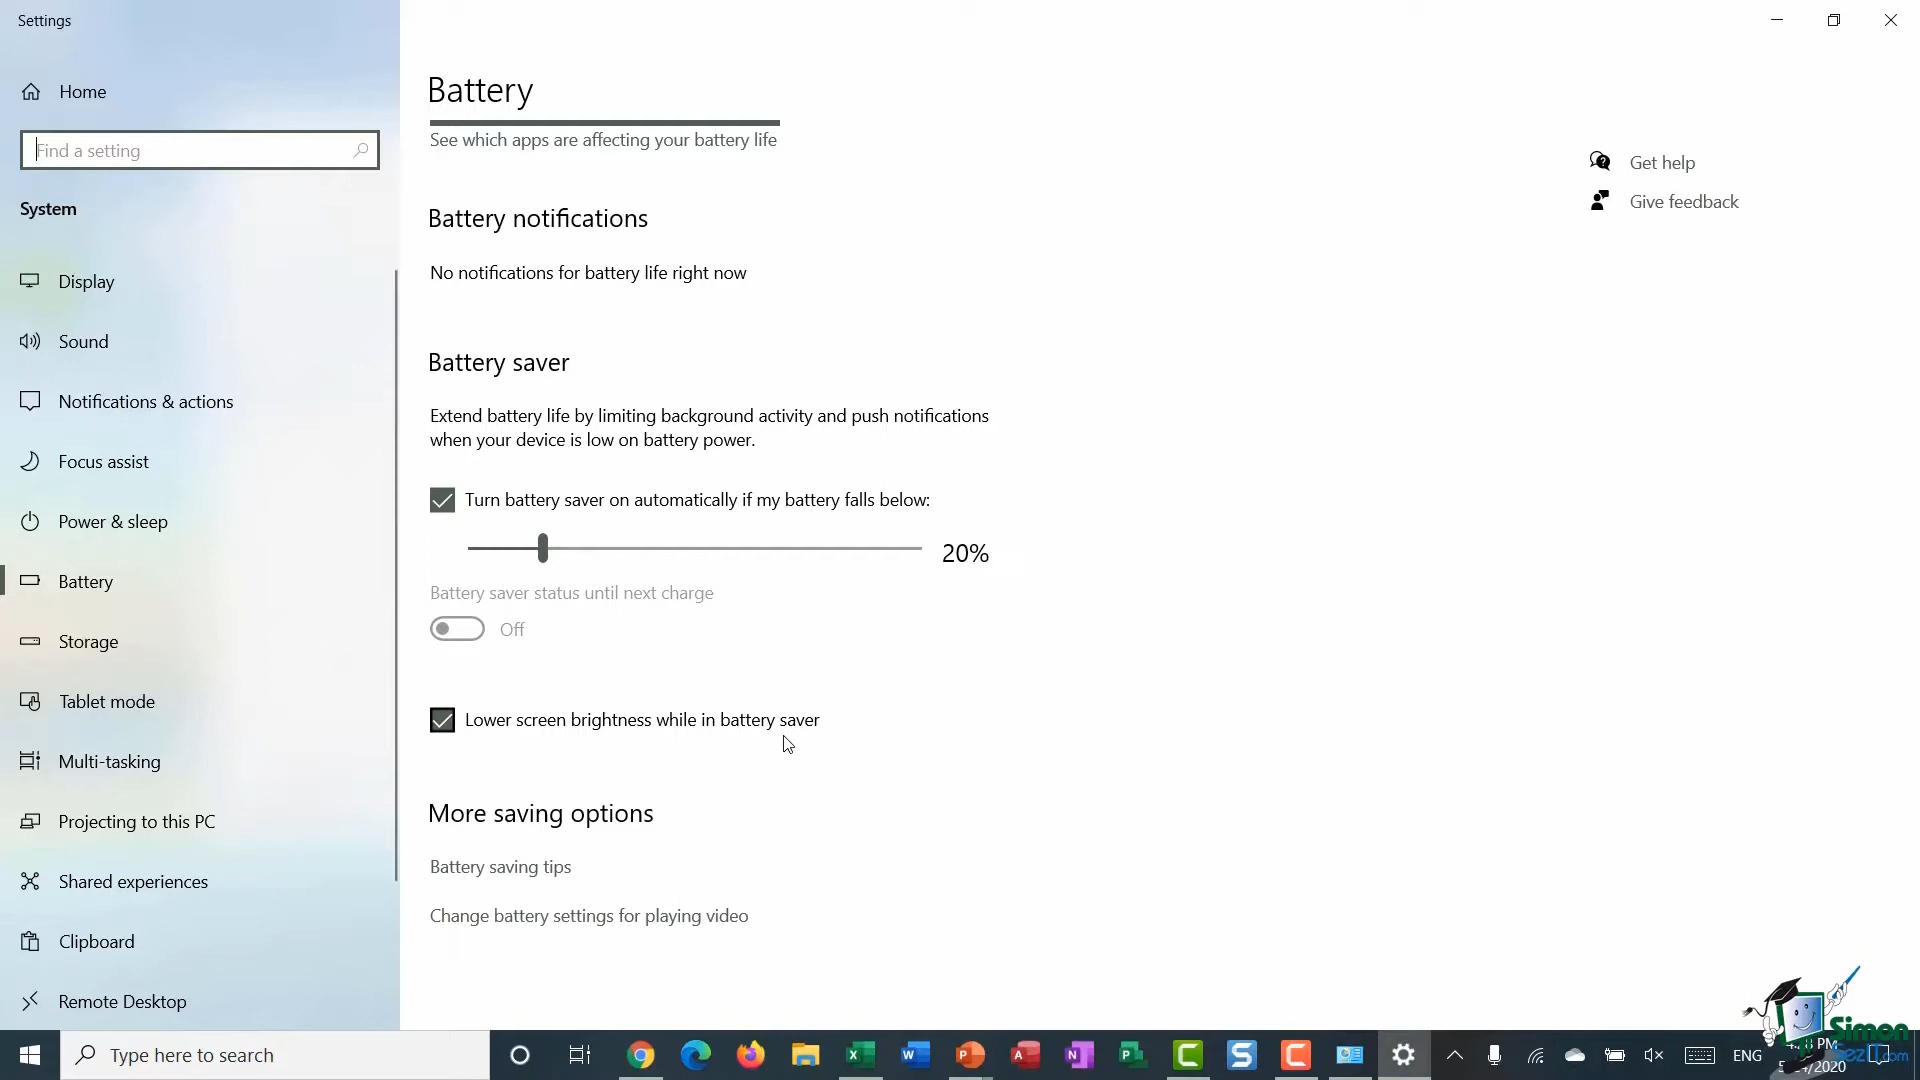 Settings
Home
Find a setting
System
Display
Sound
Notifications & actions
Focus assist
Power & sleep
Battery
Storage
Tablet mode
Multi-tasking
Projecting to this PC
Shared experiences
Clipboard
Remote Desktop
Battery
See which apps are affecting your battery life
Battery notifications
No notifications for battery life right now
Battery saver
Extend battery life by limiting background activity and push notifications
when your device is low on battery power.
Turn battery saver on automatically if my battery falls below:
20%
Battery saver status until next charge
Off
Lower screen brightness while in battery saver
More saving options
Battery saving tips
Change battery settings for playing video
Get help
Give feedback
Type here to search
ENG
PM
2020
Simon
SezIT.com